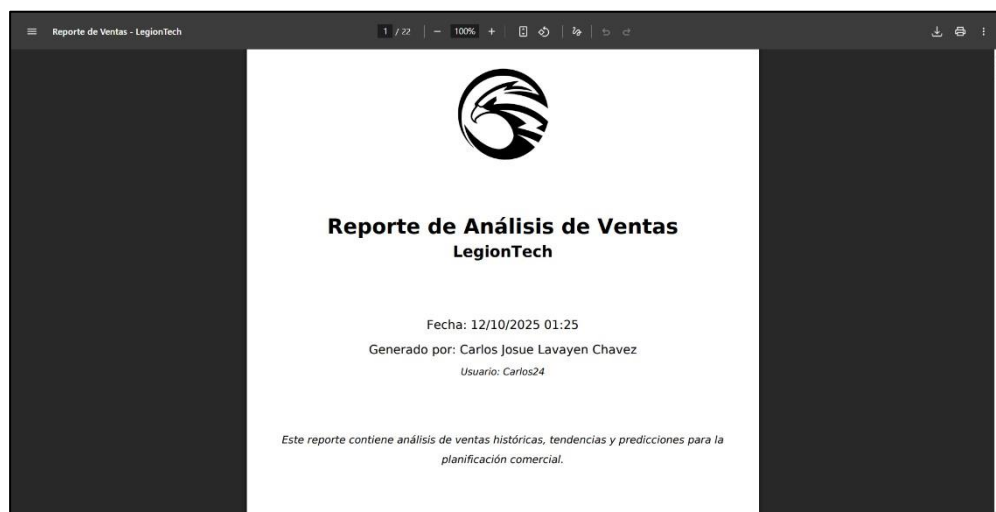 Reporte de Ventas - LegionTech
1 / 22
100%
Reporte de Análisis de Ventas
LegionTech
Fecha: 12/10/2025 01:25
Generado por: Carlos Josue Lavayen Chavez
Usuario: Carlos24
Este reporte contiene análisis de ventas históricas, tendencias y predicciones para la
planificación comercial.